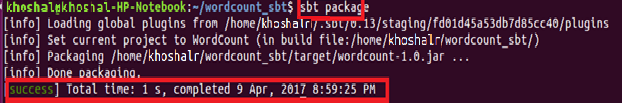 khoshal@khoshal-HP-Notebook:~/wordcount_sbt$ sbt package
[info] Loading global plugins from /home/khoshalr/.sbt/0.13/staging/fd01d45a53db7d85cc40/plugins
[info] Set current project to WordCount (in build file:/home/khoshalr/wordcount_sbt/)
[info] Packaging /home/khoshalr/wordcount_sbt/target/wordcount-1.0.jar ...
[info] Done packaging.
[success] Total time: 1 s, completed 9 Apr, 2017 8:59:25 PM